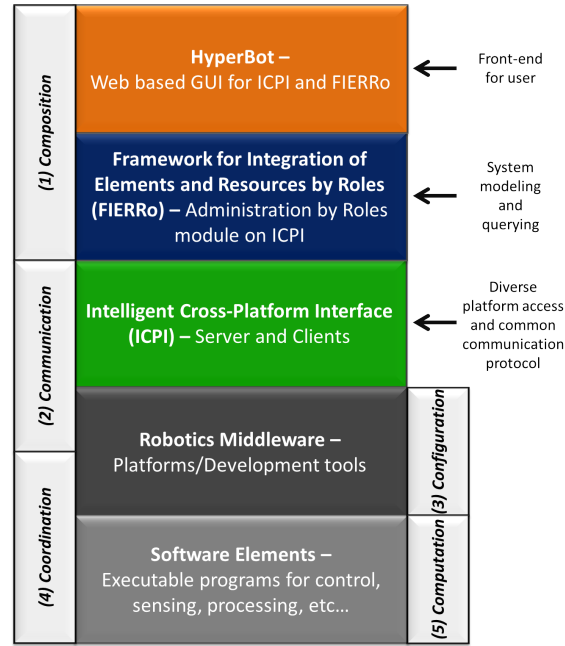 (1) Composition
HyperBot –
Web based GUI for ICPI and FIERRo
Front-end
for user
Framework for Integration of
Elements and Resources by Roles
(FIERRo) – Administration by Roles
module on ICPI
System
modeling
and
querying
(2) Communication
Intelligent Cross-Platform Interface
(ICPI) – Server and Clients
Diverse
platform access
and common
communication
protocol
Robotics Middleware –
Platforms/Development tools
(3) Configuration
(4) Coordination
Software Elements –
Executable programs for control,
sensing, processing, etc...
(5) Computation